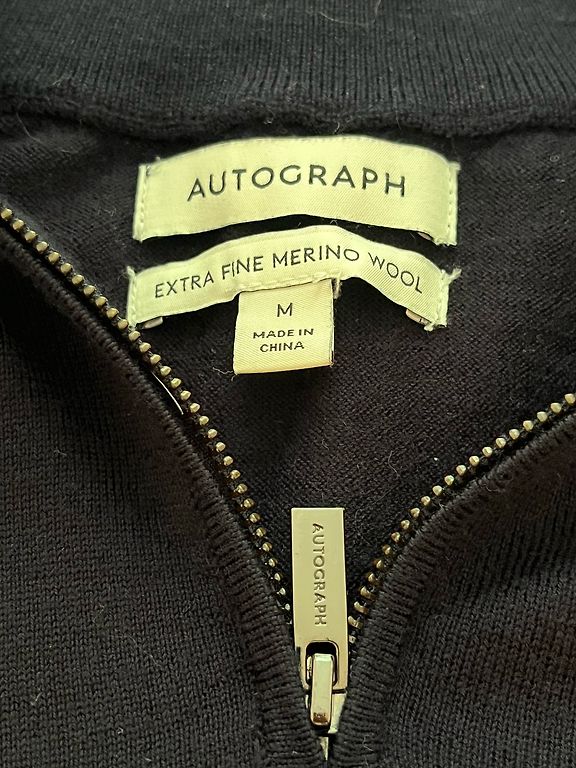 AUTOGRAPH
EXTRA FINE MERINO WOOL
M
MADE IN
CHINA
AUTOGRAPH